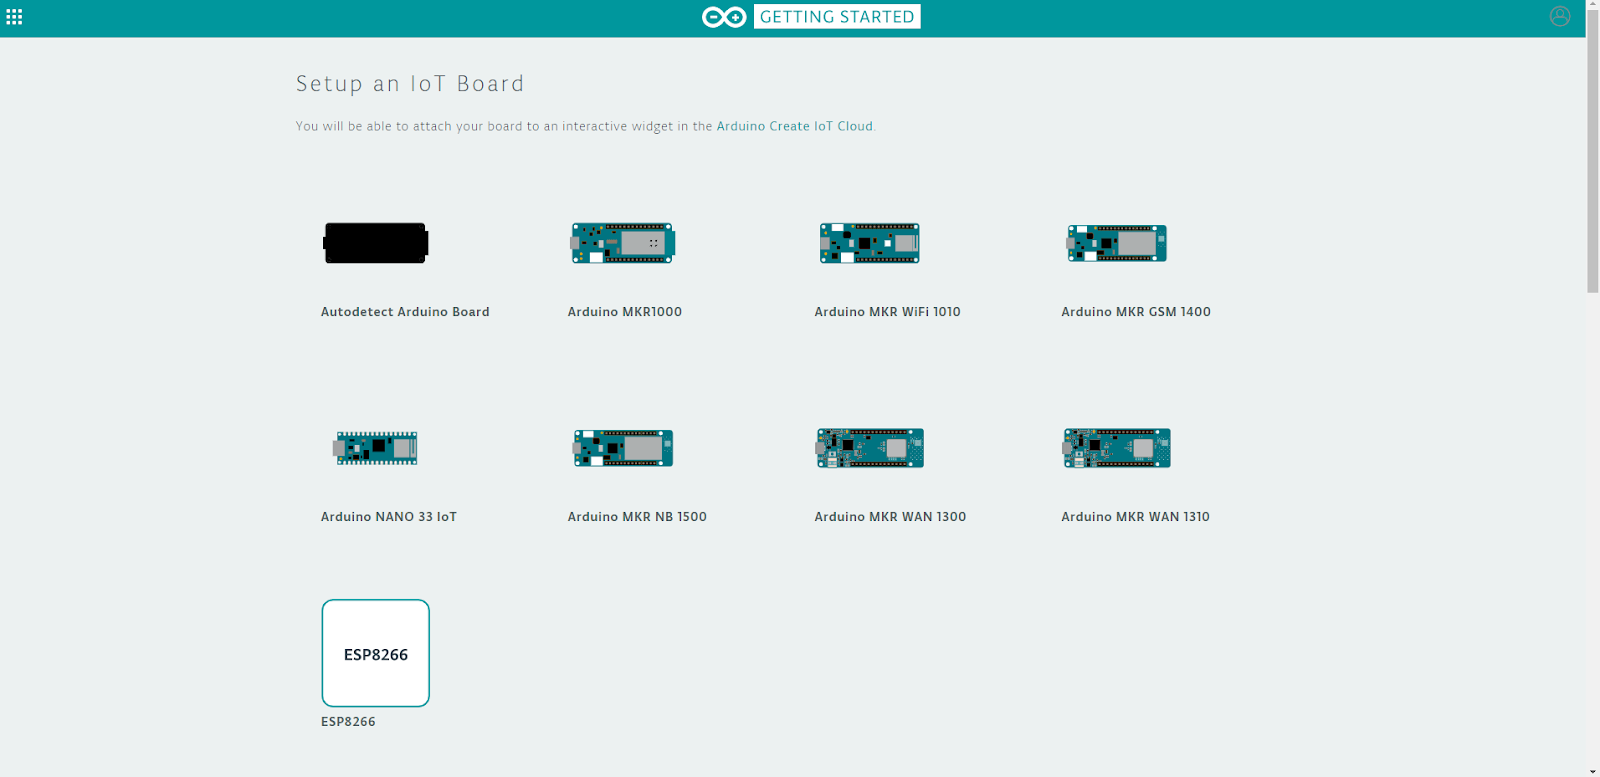 GETTING STARTED
Setup an IoT Board
You will be able to attach your board to an interactive widget in the Arduino Create IoT Cloud.
Autodetect Arduino Board
Arduino MKR1000
Arduino MKR WiFi 1010
Arduino MKR GSM 1400
Arduino NANO 33 IoT
Arduino MKR NB 1500
Arduino MKR WAN 1300
Arduino MKR WAN 1310
ESP8266
ESP8266